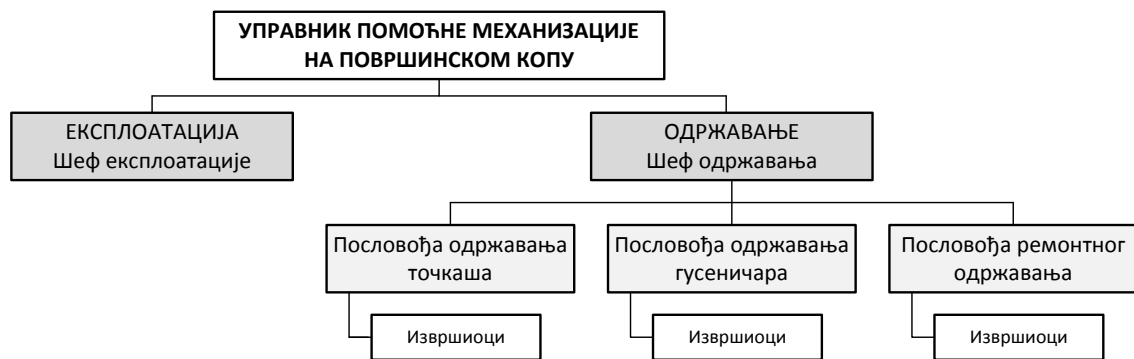 УПРАВНИК ПОМОЋНЕ МЕХАНИЗАЦИЈЕ
НА ПОВРШИНСКОМ КОПУ
ЕКСПЛОАТАЦИЈА
Шеф експлоатације
ОДРЖАВАЊЕ
Шеф одржавања
Пословођа одржавања
точкаша
Пословођа одржавања
гусеничара
Пословођа ремонтног
одржавања
Извршиоци
Извршиоци
Извршиоци